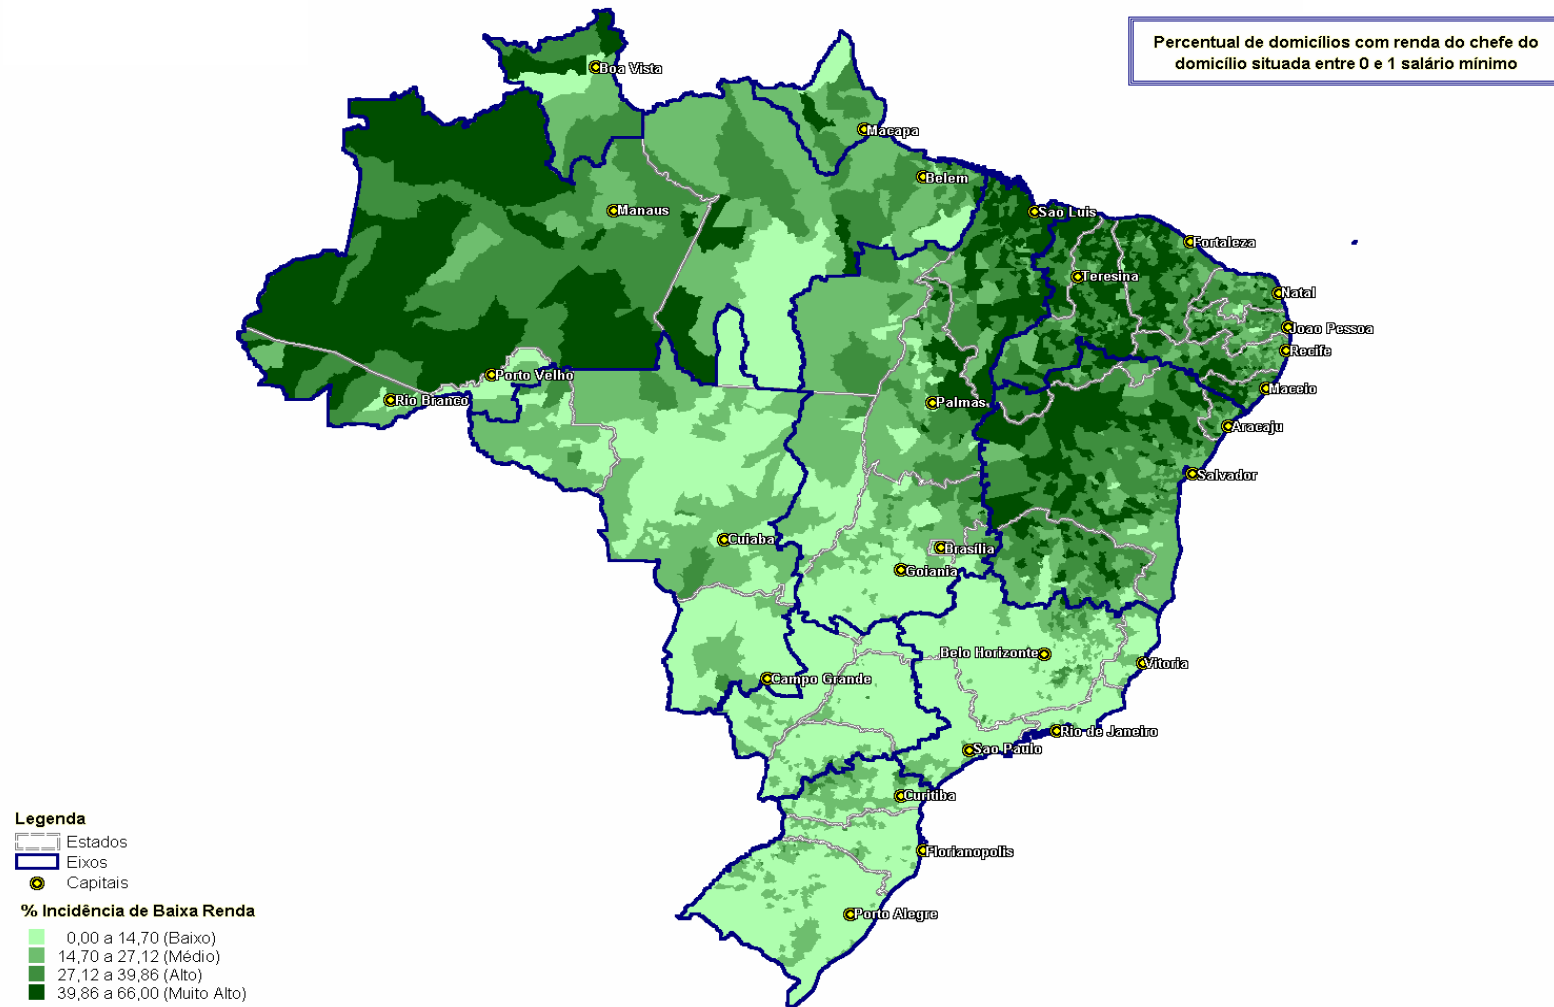 Percentual de domicílios com renda do chefe do
domicílio situada entre 0 e 1 salário mínimo
Boa Vista
Macapa
Belem
Manaus
Sao Luis
Fortaleza
Teresina
Natal
Joao Pessoa
Recife
Porto Velho
Maceio
Rio Branco
Palmas
Aracaju
Salvador
Cuiaba
Brasília
Goiania
Belo Horizonte
Vitoria
Campo Grande
Rio de Janeiro
Sao Paulo
Curitiba
Florianopolis
Porto Alegre
Legenda
Estados
Eixos
Capitais
% Incidência de Baixa Renda
0,00 a 14,70 (Baixo)
14,70 a 27,12 (Médio)
27,12 a 39,86 (Alto)
39,86 a 66,00 (Muito Alto)